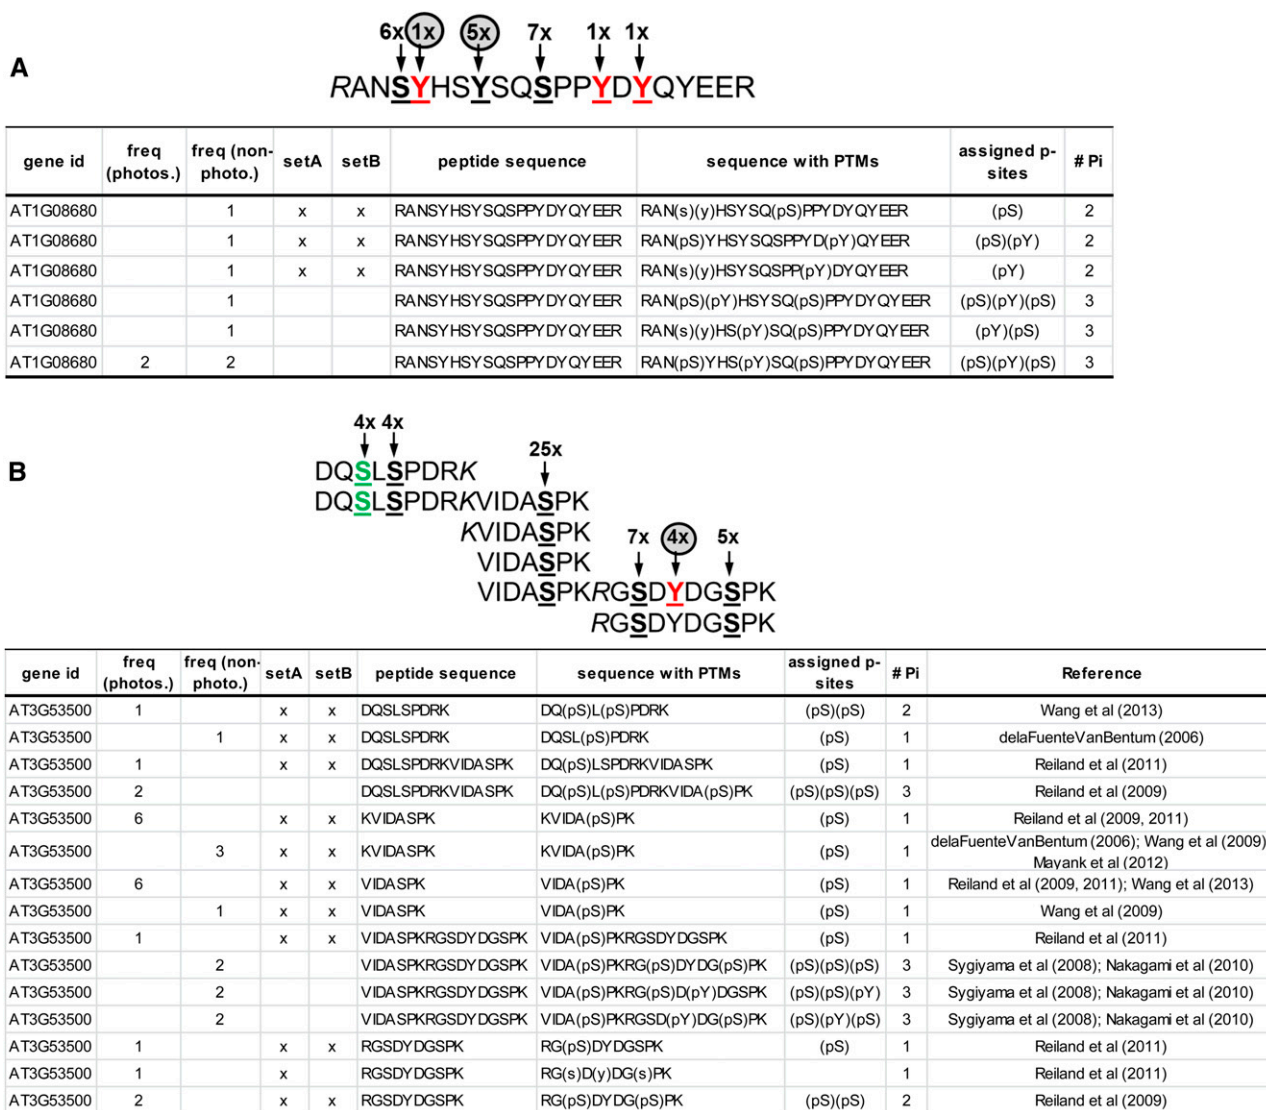 6x 1x 5x 7x 1x 1x
A
RANSYHSYSQSPPYDYQYEER
gene id freq (photos.) freq (non-photo.) setA setB peptide sequence sequence with PTMs assigned p-sites # Pi
AT1G08680 1 x x RANSYHSYSQSPPYDYQYEER RAN(s)(y)HSYSQ(pS)PPYDYQYEER (pS) 2
AT1G08680 1 x x RANSYHSYSQSPPYDYQYEER RAN(pS)YHSYSQSPPYD(pY)QYEER (pS)(pY) 2
AT1G08680 1 x x RANSYHSYSQSPPYDYQYEER RAN(s)(y)HSYSQSPP(pY)DYQYEER (pY) 2
AT1G08680 1 RANSYHSYSQSPPYDYQYEER RAN(pS)(pY)HSYSQ(pS)PPYDYQYEER (pS)(pY)(pS) 3
AT1G08680 1 RANSYHSYSQSPPYDYQYEER RAN(s)(y)HS(pY)SQ(pS)PPYDYQYEER (pY)(pS) 3
AT1G08680 2 2 RANSYHSYSQSPPYDYQYEER RAN(pS)YHS(pY)SQ(pS)PPYDYQYEER (pS)(pY)(pS) 3
B
4x 4x
DQSLSPDRK
25x
DQSLSPDRKVIDASPK
KVIDASPK
VIDASPK
7x 4x 5x
VIDASPKRGSDYDGSPK
RGSDYDGSPK
gene id freq (photos.) freq (non-photo.) setA setB peptide sequence sequence with PTMs assigned p-sites # Pi Reference
AT3G53500 1 x x DQSLSPDRK DQ(pS)L(pS)PDRK (pS)(pS) 2 Wang et al (2013)
AT3G53500 1 x x DQSLSPDRK DQSL(pS)PDRK (pS) 1 delaFuenteVanBentum (2006)
AT3G53500 1 x x DQSLSPDRKVIDASPK DQ(pS)LSPDRKVIDASPK (pS) 1 Reiland et al (2011)
AT3G53500 2 DQSLSPDRKVIDASPK DQ(pS)L(pS)PDRKVIDA(pS)PK (pS)(pS)(pS) 3 Reiland et al (2009)
AT3G53500 6 x x KVIDASPK KVIDA(pS)PK (pS) 1 Reiland et al (2009, 2011)
AT3G53500 3 x x KVIDASPK KVIDA(pS)PK (pS) 1 delaFuenteVanBentum (2006); Wang et al (2009) Mayank et al (2012)
AT3G53500 6 x x VIDASPK VIDA(pS)PK (pS) 1 Reiland et al (2009, 2011); Wang et al (2013)
AT3G53500 1 x x VIDASPK VIDA(pS)PK (pS) 1 Wang et al (2009)
AT3G53500 1 x x VIDASPKRGSDYDGSPK VIDA(pS)PKRGSDYDGSPK (pS) 1 Reiland et al (2011)
AT3G53500 2 VIDASPKRGSDYDGSPK VIDA(pS)PKRG(pS)DYDG(pS)PK (pS)(pS)(pS) 3 Sygiyama et al (2008); Nakagami et al (2010)
AT3G53500 2 VIDASPKRGSDYDGSPK VIDA(pS)PKRG(pS)D(pY)DGSPK (pS)(pS)(pY) 3 Sygiyama et al (2008); Nakagami et al (2010)
AT3G53500 2 VIDASPKRGSDYDGSPK VIDA(pS)PKRGSD(pY)DG(pS)PK (pS)(pY)(pS) 3 Sygiyama et al (2008); Nakagami et al (2010)
AT3G53500 1 x x RGSDYDGSPK RG(pS)DYDGSPK (pS) 1 Reiland et al (2011)
AT3G53500 1 x RGSDYDGSPK RG(s)D(y)DG(s)PK 1 Reiland et al (2011)
AT3G53500 2 x x RGSDYDGSPK RG(pS)DYDG(pS)PK (pS)(pS) 2 Reiland et al (2009)